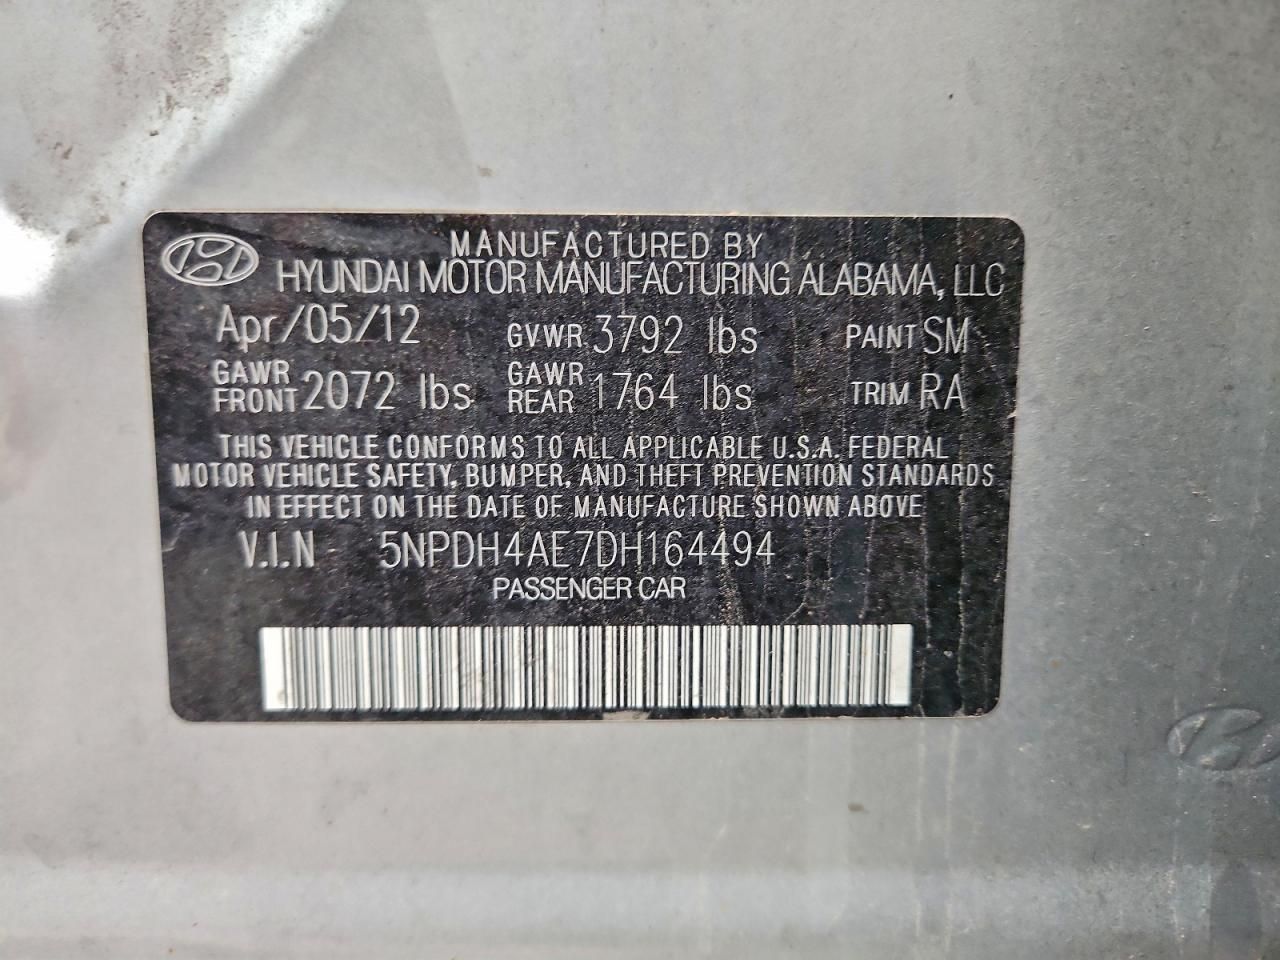 MANUFACTURED BY
HYUNDAI MOTOR MANUFACTURING ALABAMA, LLC
Apr/05/12 GVWR 3792 lbs PAINT SM
GAWR FRONT 2072 lbs GAWR REAR 1764 lbs TRIM RA
THIS VEHICLE CONFORMS TO ALL APPLICABLE U.S.A. FEDERAL
MOTOR VEHICLE SAFETY, BUMPER, AND THEFT PREVENTION STANDARDS
IN EFFECT ON THE DATE OF MANUFACTURE SHOWN ABOVE
V.I.N 5NPDH4AE7DH164494
PASSENGER CAR